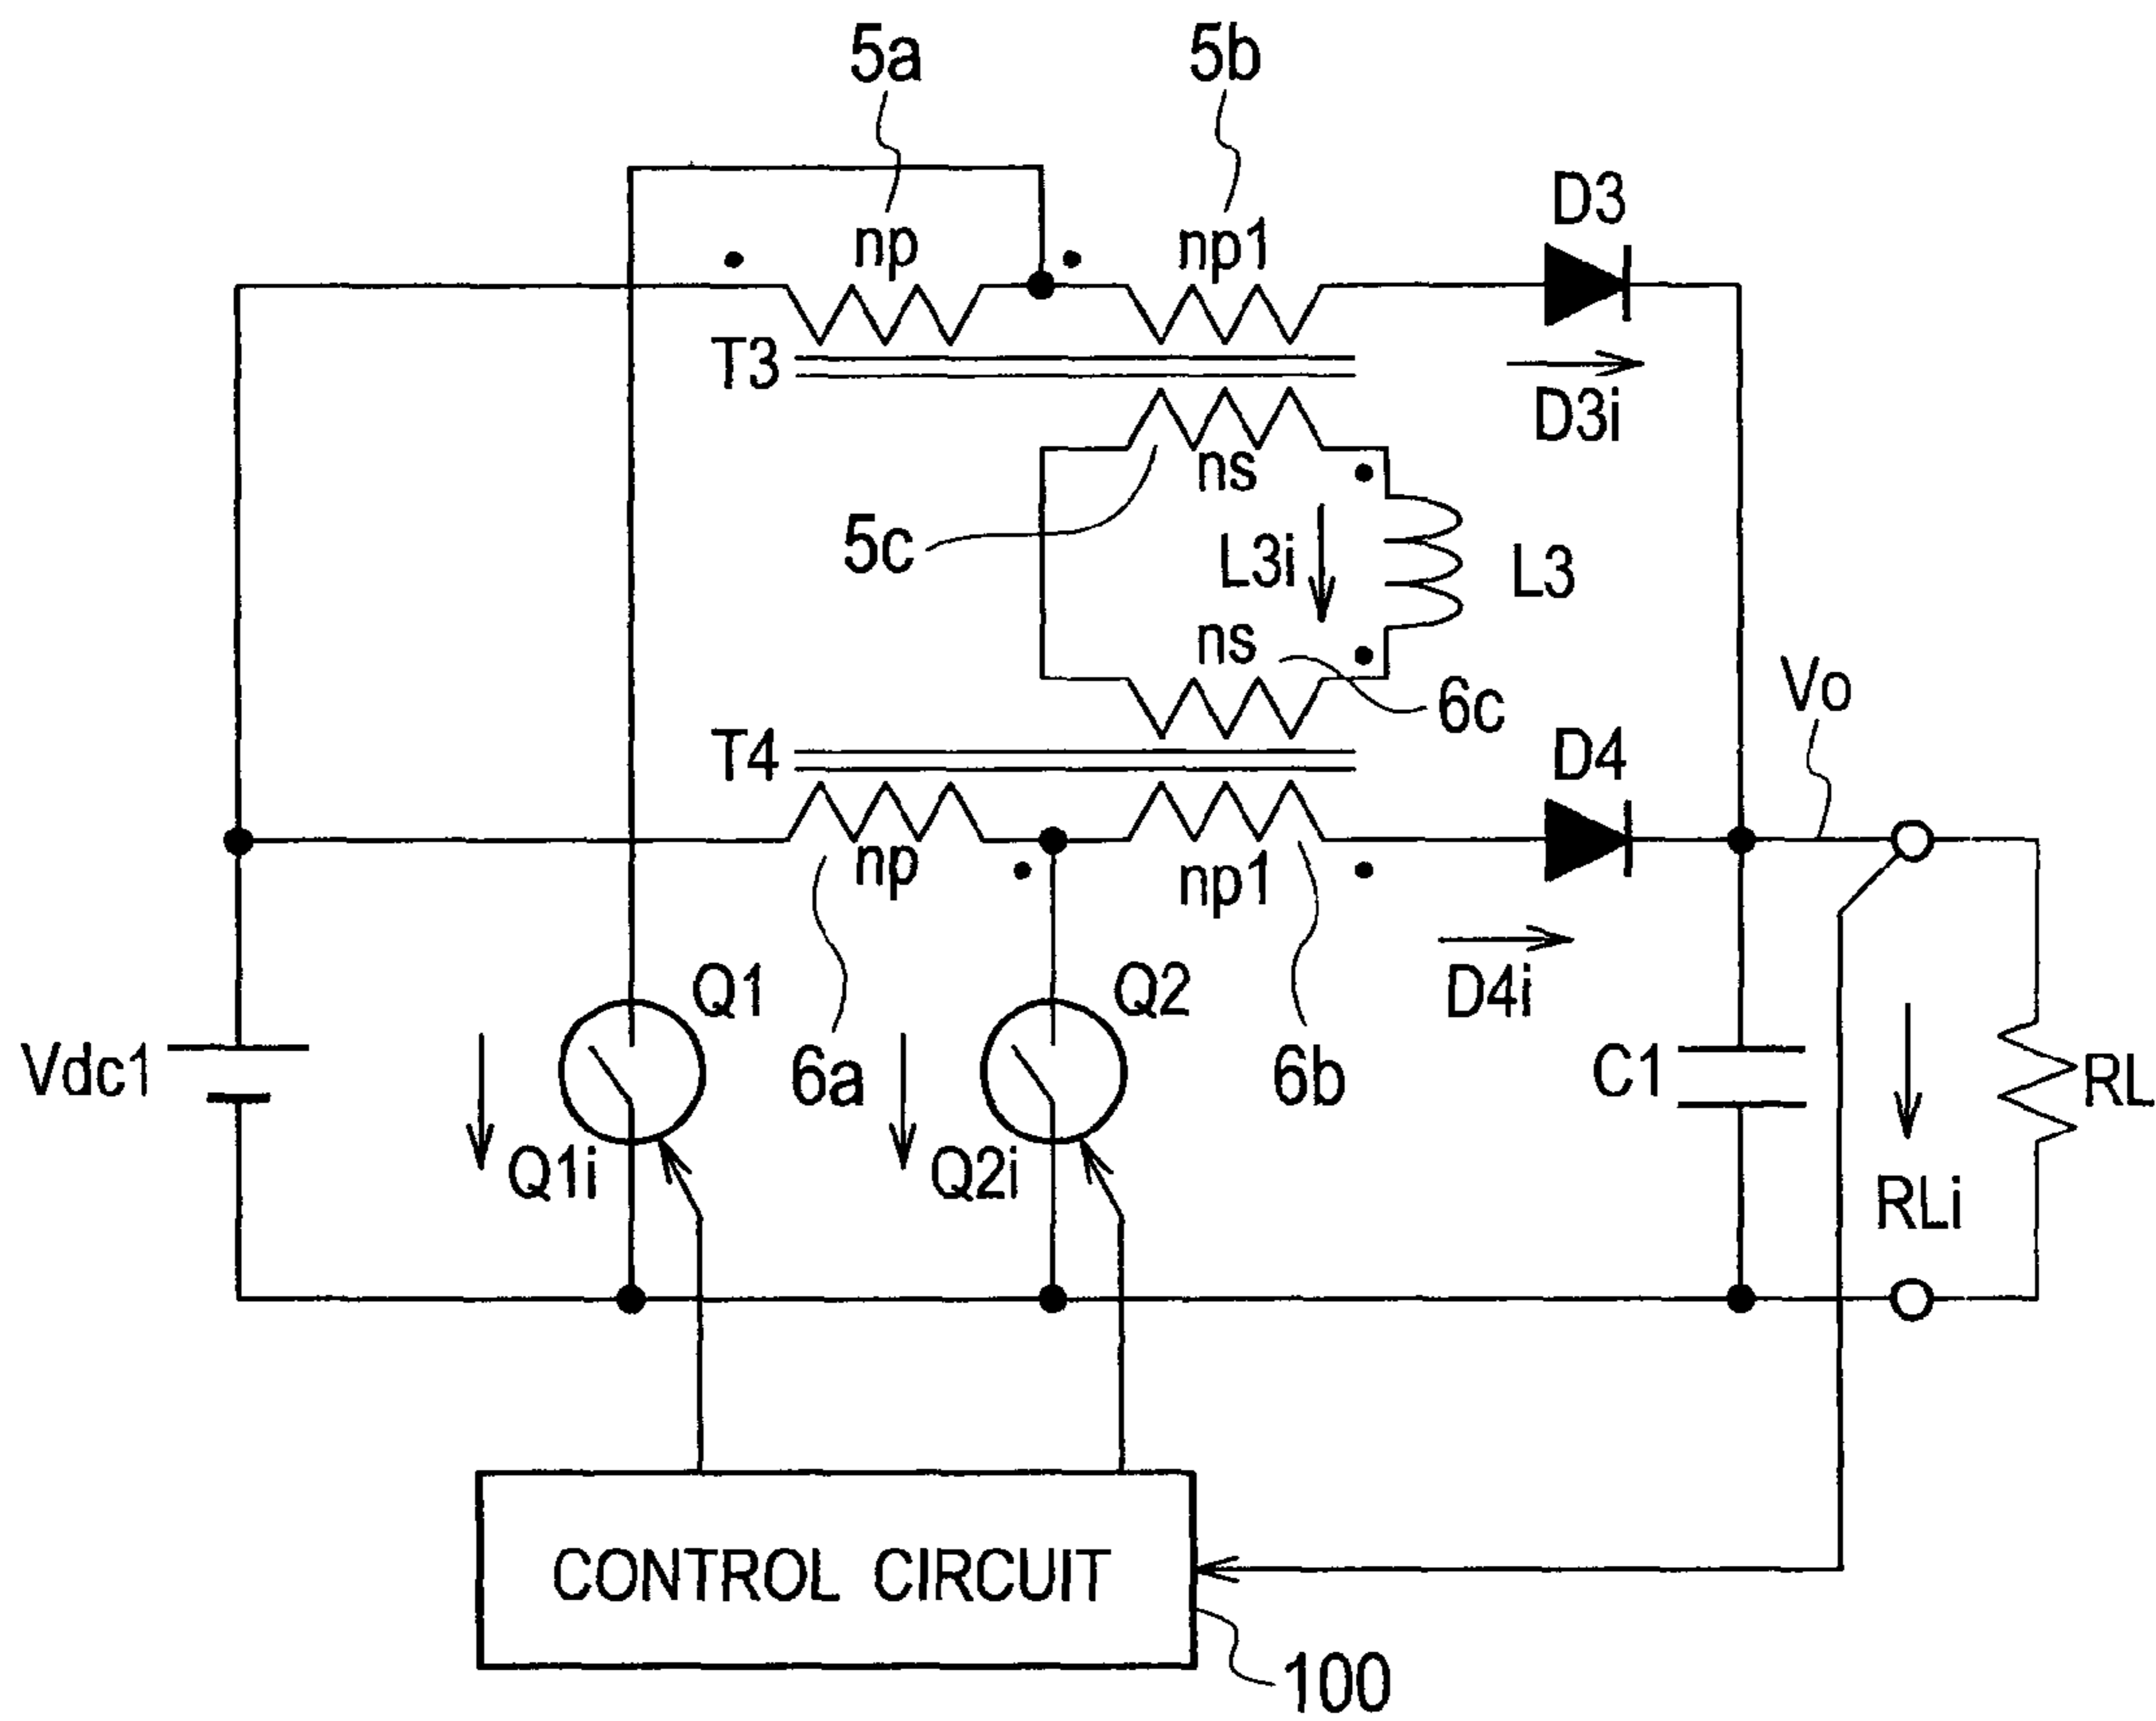 5a
5b
np
np1
D3
T3
D3i
ns
5c
L3i
L3
ns
6c
Vo
T4
D4
np
np1
Q1
Q2
D4i
Vdc1
6a
6b
C1
RL
Q1i
Q2i
RLi
CONTROL CIRCUIT
100